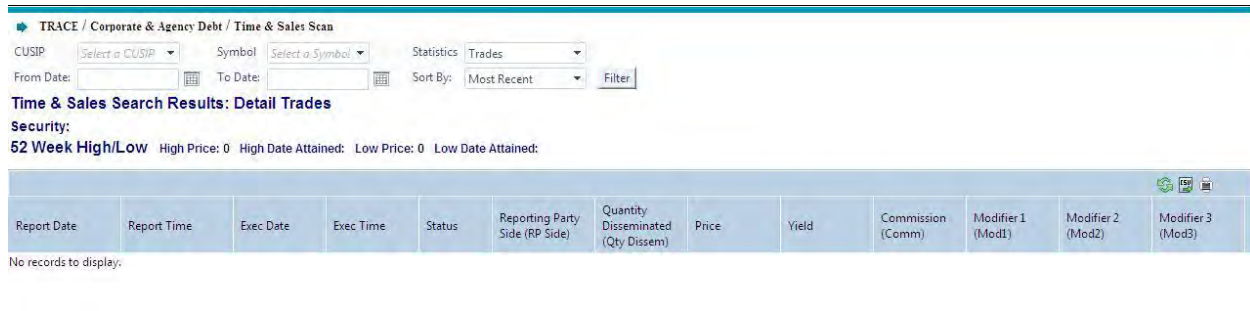 TRACE / Corporate & Agency Debt / Time & Sales Scan
CUSIP Select a CUSIP Symbol Select a Symbol Statistics Trades
From Date: To Date: Sort By: Most Recent Filter
Time & Sales Search Results: Detail Trades
Security:
52 Week High/Low High Price: 0 High Date Attained: Low Price: 0 Low Date Attained:
Report Date Report Time Exec Date Exec Time Status Reporting Party Side (RP Side) Quantity Disseminated (Qty Dissem) Price Yield Commission (Comm) Modifier 1 (Mod1) Modifier 2 (Mod2) Modifier 3 (Mod3)
No records to display.